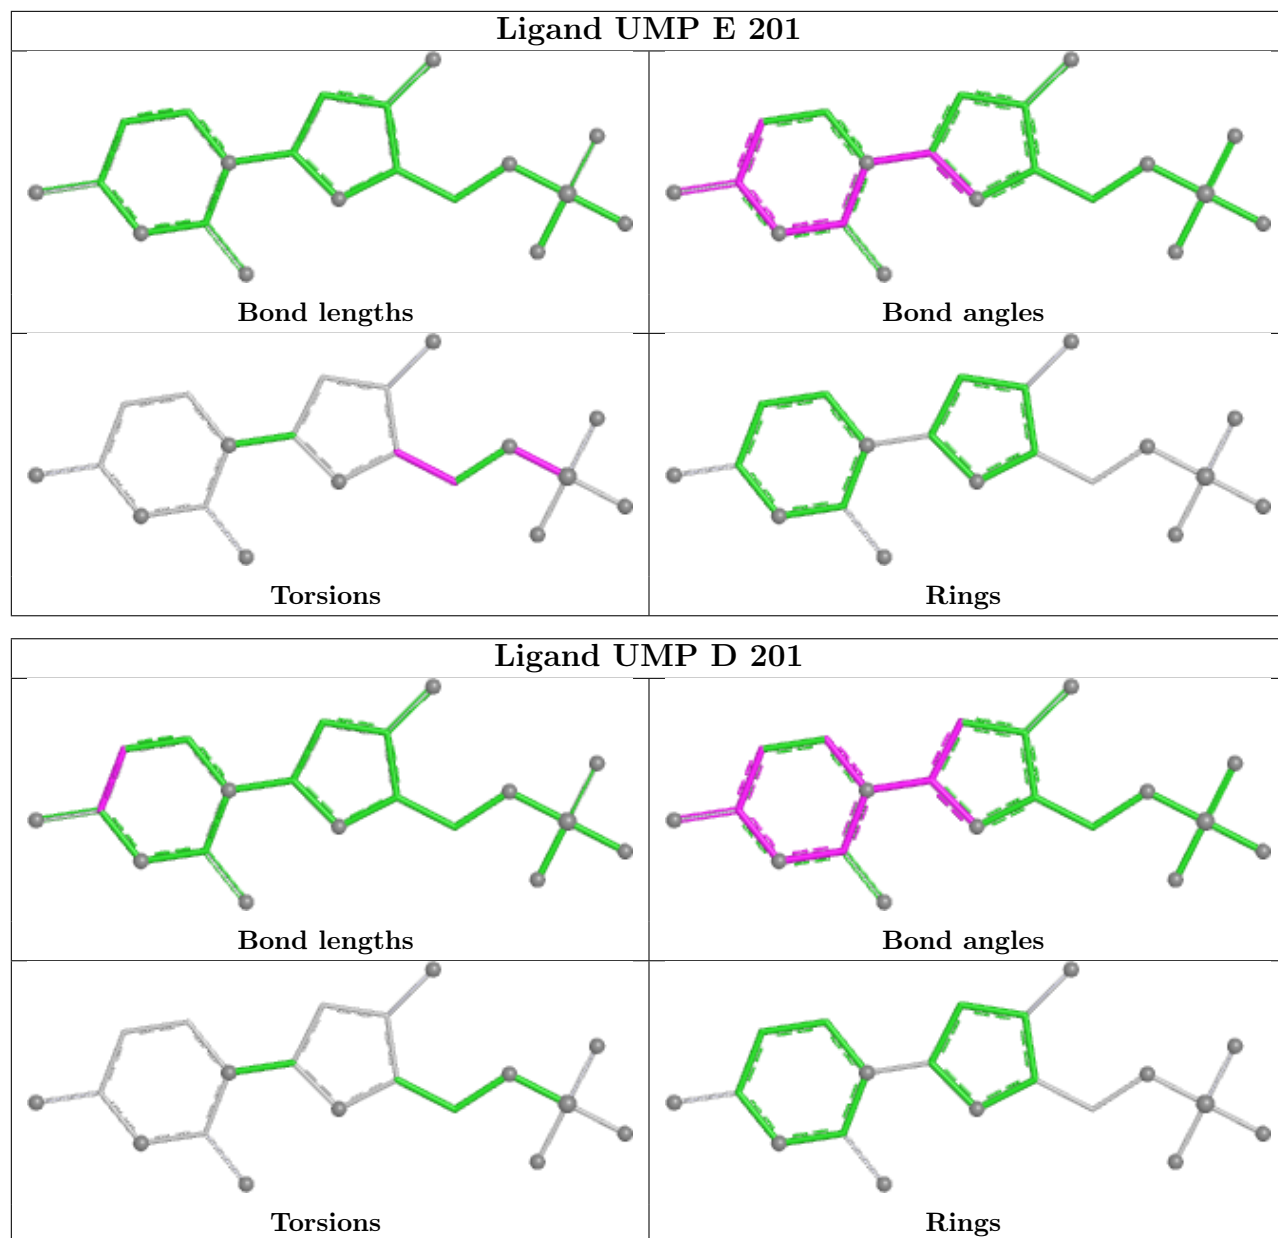 Ligand UMP E 201
Bond lengths
Bond angles
Torsions
Rings
Ligand UMP D 201
Bond lengths
Bond angles
Torsions
Rings